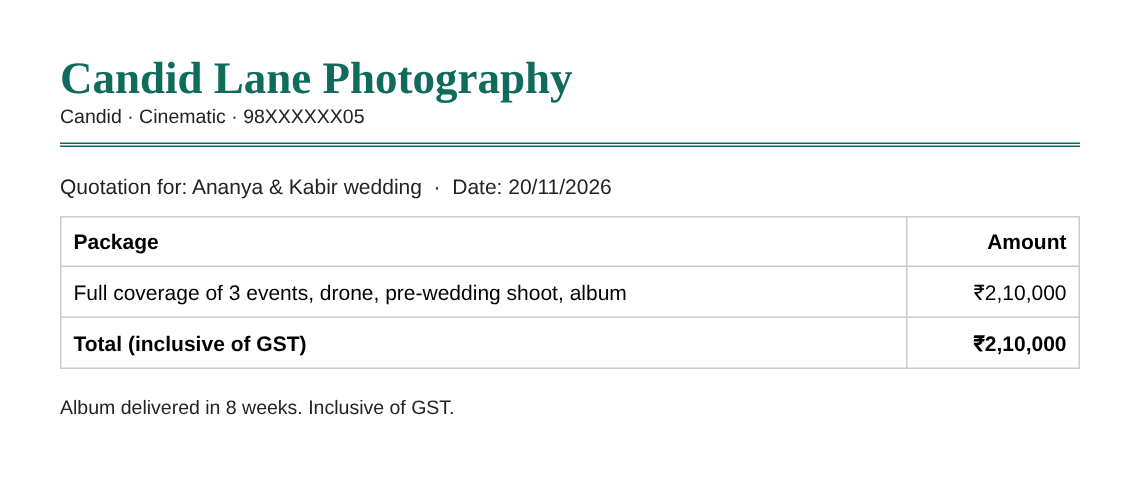 Candid Lane Photography
Candid · Cinematic · 98XXXXXX05
Quotation for: Ananya & Kabir wedding · Date: 20/11/2026
Package Amount
Full coverage of 3 events, drone, pre-wedding shoot, album ₹2,10,000
Total (inclusive of GST) ₹2,10,000
Album delivered in 8 weeks. Inclusive of GST.